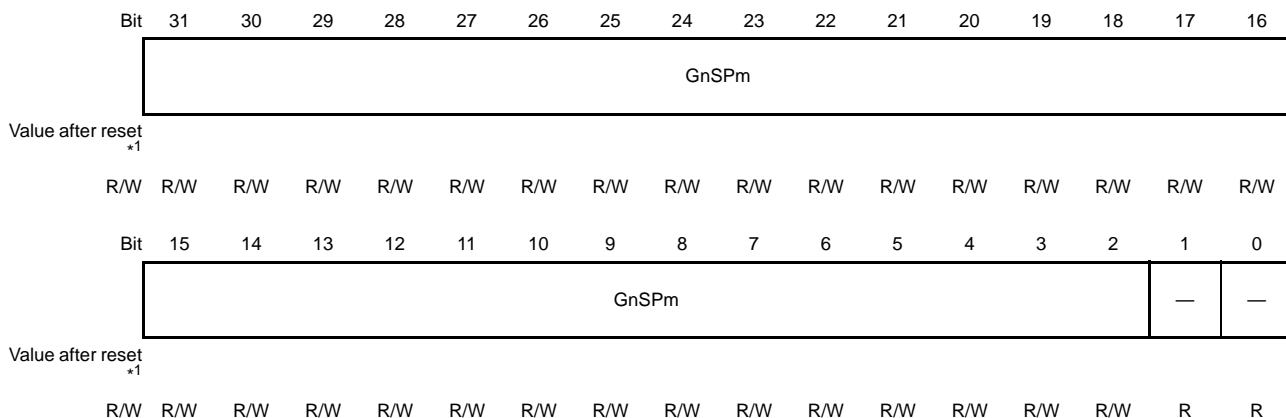 Bit 31 30 29 28 27 26 25 24 23 22 21 20 19 18 17 16
GnSPm
Value after reset
*1
R/W R/W R/W R/W R/W R/W R/W R/W R/W R/W R/W R/W R/W R/W R/W R/W R/W
Bit 15 14 13 12 11 10 9 8 7 6 5 4 3 2 1 0
GnSPm — —
Value after reset
*1
R/W R/W R/W R/W R/W R/W R/W R/W R/W R/W R/W R/W R/W R/W R/W R R